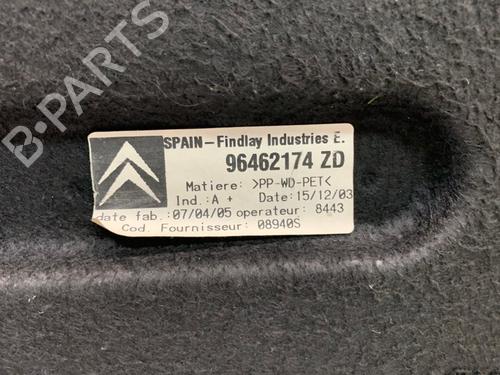 B-PARTS
SPAIN-Findlay Industries E.
96462174 ZD
Matiere: >PP-WD-PET<
Ind.:A + Date:15/12/03
date fab.:07/04/05 operateur: 8443
Cod. Fournisseur: 08940S